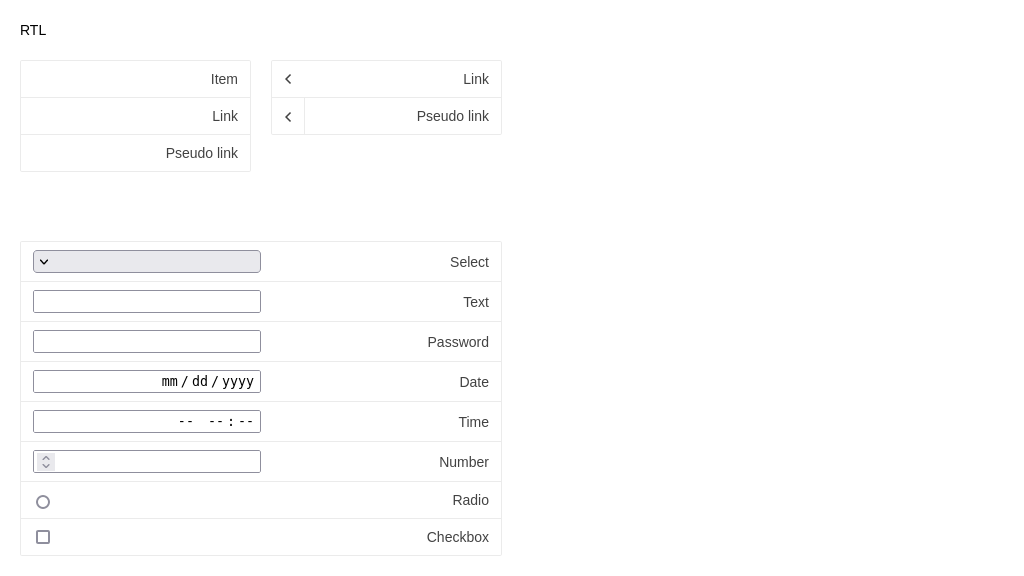 RTL
Item
Link
Pseudo link
Link
Pseudo link
Select
Text
Password
mm/dd/yyyy Date
-- --:-- Time
Number
Radio
Checkbox